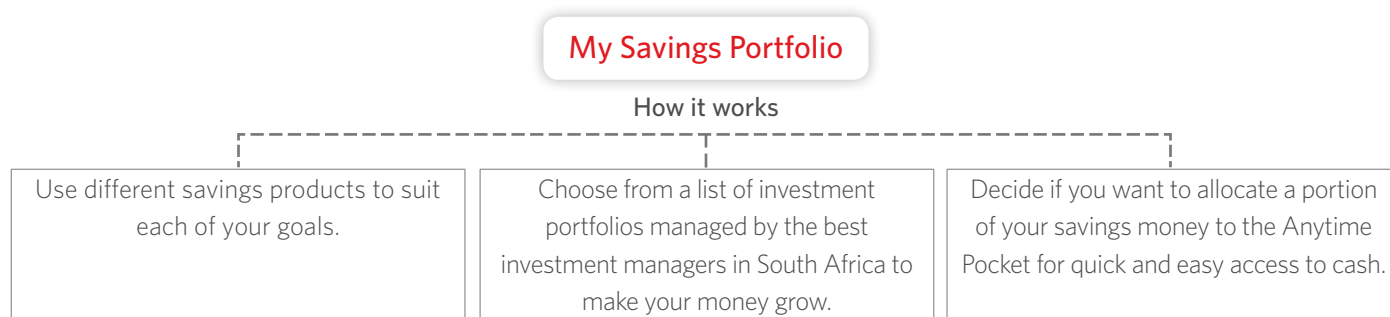 My Savings Portfolio
How it works
Use different savings products to suit
each of your goals.
Choose from a list of investment
portfolios managed by the best
investment managers in South Africa to
make your money grow.
Decide if you want to allocate a portion
of your savings money to the Anytime
Pocket for quick and easy access to cash.